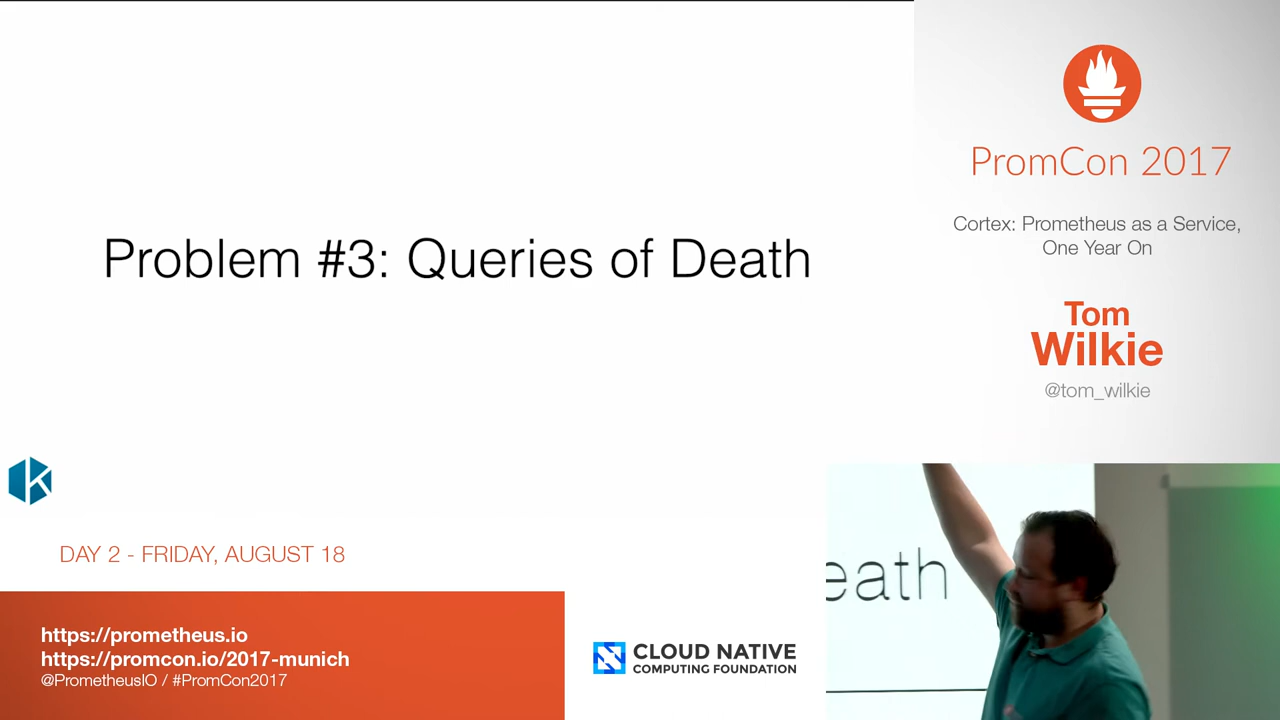 Problem #3: Queries of Death
PromCon 2017
Cortex: Prometheus as a Service,
One Year On
Tom
Wilkie
@tom_wilkie
DAY 2 - FRIDAY, AUGUST 18
https://prometheus.io
https://promcon.io/2017-munich
@PrometheusIO / #PromCon2017
CLOUD NATIVE
COMPUTING FOUNDATION
eath